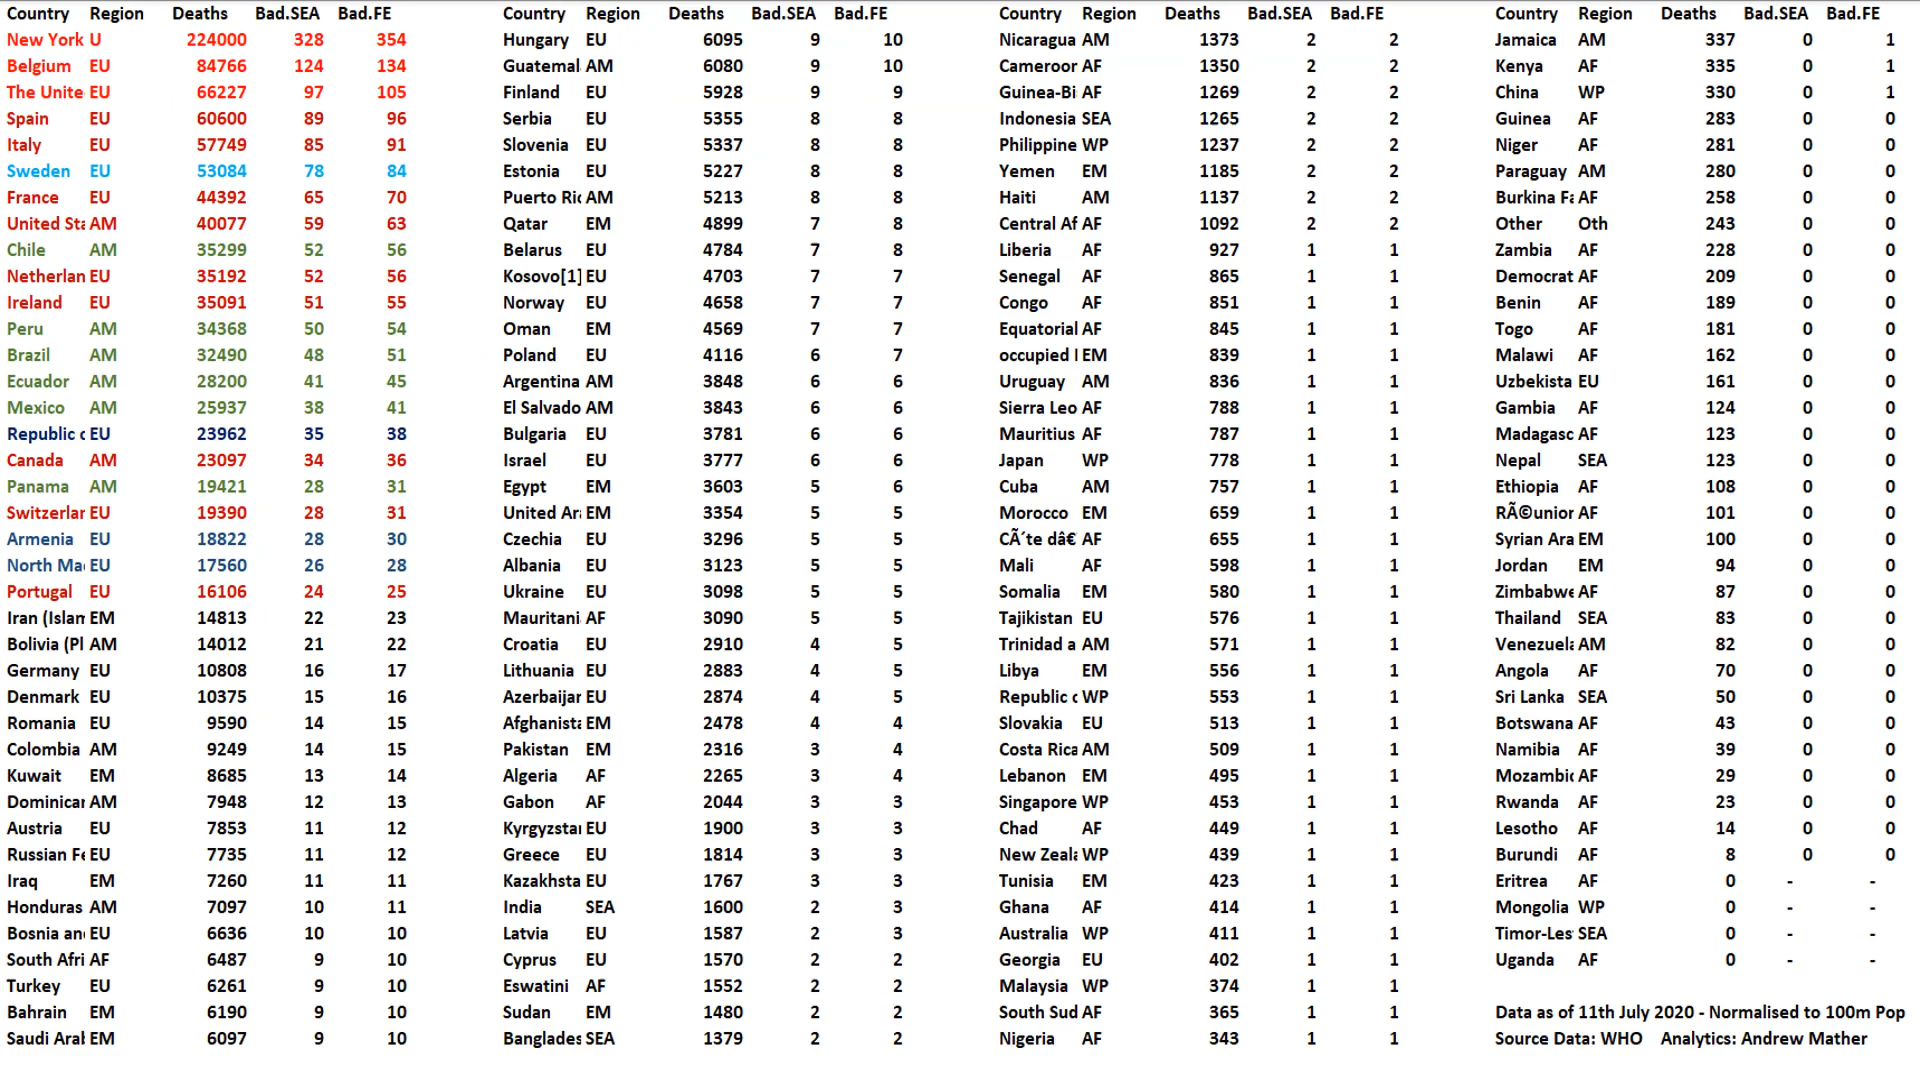 Country Region Deaths Bad.SEA Bad.FE
New York U 224000 328 354
Belgium EU 84766 124 134
The Unite EU 66227 97 105
Spain EU 60600 89 96
Italy EU 57749 85 91
Sweden EU 53084 78 84
France EU 44392 65 70
United Sta AM 40077 59 63
Chile AM 35299 52 56
Netherlan EU 35192 52 56
Ireland EU 35091 51 55
Peru AM 34368 50 54
Brazil AM 32490 48 51
Ecuador AM 28200 41 45
Mexico AM 25937 38 41
Republic c EU 23962 35 38
Canada AM 23097 34 36
Panama AM 19421 28 31
Switzerlar EU 19390 28 31
Armenia EU 18822 28 30
North Ma EU 17560 26 28
Portugal EU 16106 24 25
Iran (Islam EM 14813 22 23
Bolivia (Pl AM 14012 21 22
Germany EU 10808 16 17
Denmark EU 10375 15 16
Romania EU 9590 14 15
Colombia AM 9249 14 15
Kuwait EM 8685 13 14
Dominicar AM 7948 12 13
Austria EU 7853 11 12
Russian Fe EU 7735 11 12
Iraq EM 7260 11 11
Honduras AM 7097 10 11
Bosnia an EU 6636 10 10
South Afri AF 6487 9 10
Turkey EU 6261 9 10
Bahrain EM 6190 9 10
Saudi Aral EM 6097 9 10
Country Region Deaths Bad.SEA Bad.FE
Hungary EU 6095 9 10
Guatemal AM 6080 9 10
Finland EU 5928 9 9
Serbia EU 5355 8 8
Slovenia EU 5337 8 8
Estonia EU 5227 8 8
Puerto Ric AM 5213 8 8
Qatar EM 4899 7 8
Belarus EU 4784 7 8
Kosovo[1] EU 4703 7 7
Norway EU 4658 7 7
Oman EM 4569 7 7
Poland EU 4116 6 7
Argentina AM 3848 6 6
El Salvado AM 3843 6 6
Bulgaria EU 3781 6 6
Israel EU 3777 6 6
Egypt EM 3603 5 6
United Ar EM 3354 5 5
Czechia EU 3296 5 5
Albania EU 3123 5 5
Ukraine EU 3098 5 5
Mauritani AF 3090 5 5
Croatia EU 2910 4 5
Lithuania EU 2883 4 5
Azerbaijar EU 2874 4 5
Afghanista EM 2478 4 4
Pakistan EM 2316 3 4
Algeria AF 2265 3 4
Gabon AF 2044 3 3
Kyrgyzstar EU 1900 3 3
Greece EU 1814 3 3
Kazakhsta EU 1767 3 3
India SEA 1600 2 3
Latvia EU 1587 2 3
Cyprus EU 1570 2 2
Eswatini AF 1552 2 2
Sudan EM 1480 2 2
Banglades SEA 1379 2 2
Country Region Deaths Bad.SEA Bad.FE
Nicaragua AM 1373 2 2
Cameroor AF 1350 2 2
Guinea-Bi AF 1269 2 2
Indonesia SEA 1265 2 2
Philippine WP 1237 2 2
Yemen EM 1185 2 2
Haiti AM 1137 2 2
Central Af AF 1092 2 2
Liberia AF 927 1 1
Senegal AF 865 1 1
Congo AF 851 1 1
Equatorial AF 845 1 1
occupied EM 839 1 1
Uruguay AM 836 1 1
Sierra Leo AF 788 1 1
Mauritius AF 787 1 1
Japan WP 778 1 1
Cuba AM 757 1 1
Morocco EM 659 1 1
CÃ´te dâ€ AF 655 1 1
Mali AF 598 1 1
Somalia EM 580 1 1
Tajikistan EU 576 1 1
Trinidad a AM 571 1 1
Libya EM 556 1 1
Republic c WP 553 1 1
Slovakia EU 513 1 1
Costa Rica AM 509 1 1
Lebanon EM 495 1 1
Singapore WP 453 1 1
Chad AF 449 1 1
New Zeala WP 439 1 1
Tunisia EM 423 1 1
Ghana AF 414 1 1
Australia WP 411 1 1
Georgia EU 402 1 1
Malaysia WP 374 1 1
South Sud AF 365 1 1
Nigeria AF 343 1 1
Country Region Deaths Bad.SEA Bad.FE
Jamaica AM 337 0 1
Kenya AF 335 0 1
China WP 330 0 1
Guinea AF 283 0 0
Niger AF 281 0 0
Paraguay AM 280 0 0
Burkina Fa AF 258 0 0
Other Oth 243 0 0
Zambia AF 228 0 0
Democrat AF 209 0 0
Benin AF 189 0 0
Togo AF 181 0 0
Malawi AF 162 0 0
Uzbekista EU 161 0 0
Gambia AF 124 0 0
Madagasc AF 123 0 0
Nepal SEA 123 0 0
Ethiopia AF 108 0 0
RÃ©unior AF 101 0 0
Syrian Ara EM 100 0 0
Jordan EM 94 0 0
Zimbabwe AF 87 0 0
Thailand SEA 83 0 0
Venezuela AM 82 0 0
Angola AF 70 0 0
Sri Lanka SEA 50 0 0
Botswana AF 43 0 0
Namibia AF 39 0 0
Mozambic AF 29 0 0
Rwanda AF 23 0 0
Lesotho AF 14 0 0
Burundi AF 8 0 0
Eritrea AF 0 - -
Mongolia WP 0 - -
Timor-Les SEA 0 - -
Uganda AF 0 - -
Data as of 11th July 2020 - Normalised to 100m Pop
Source Data: WHO Analytics: Andrew Mather